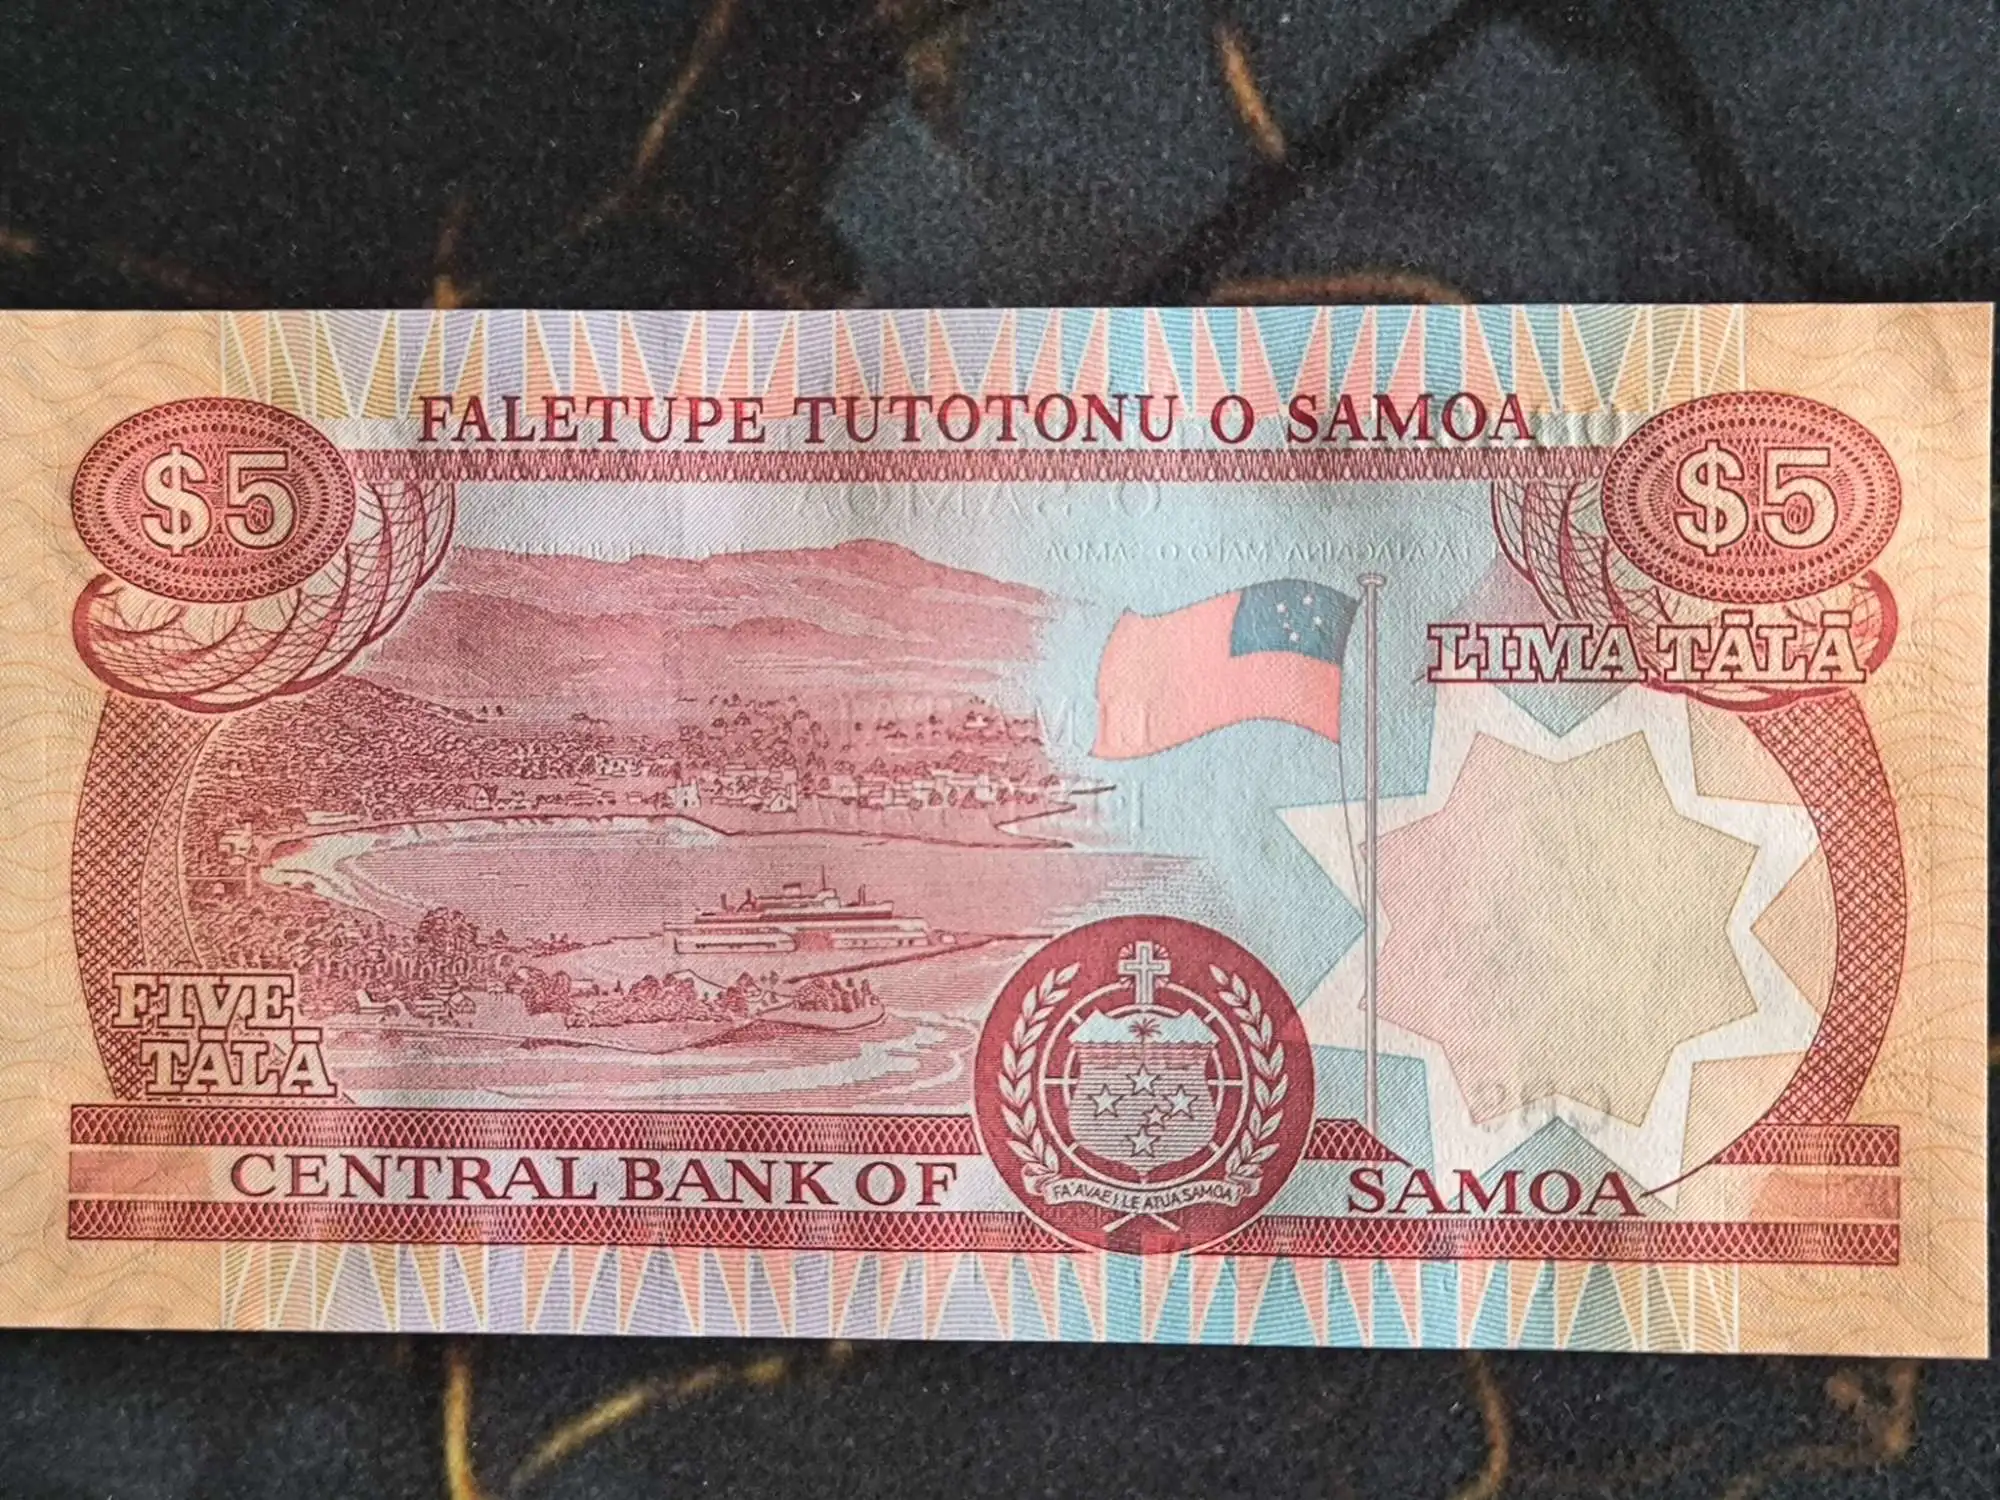 FALETUPE TUTOTONU O SAMOA
$5
$5
LIMA TĀLĀ
FIVE
TĀLĀ
FA'AVAE I LE ATUA SAMOA
CENTRAL BANK OF SAMOA